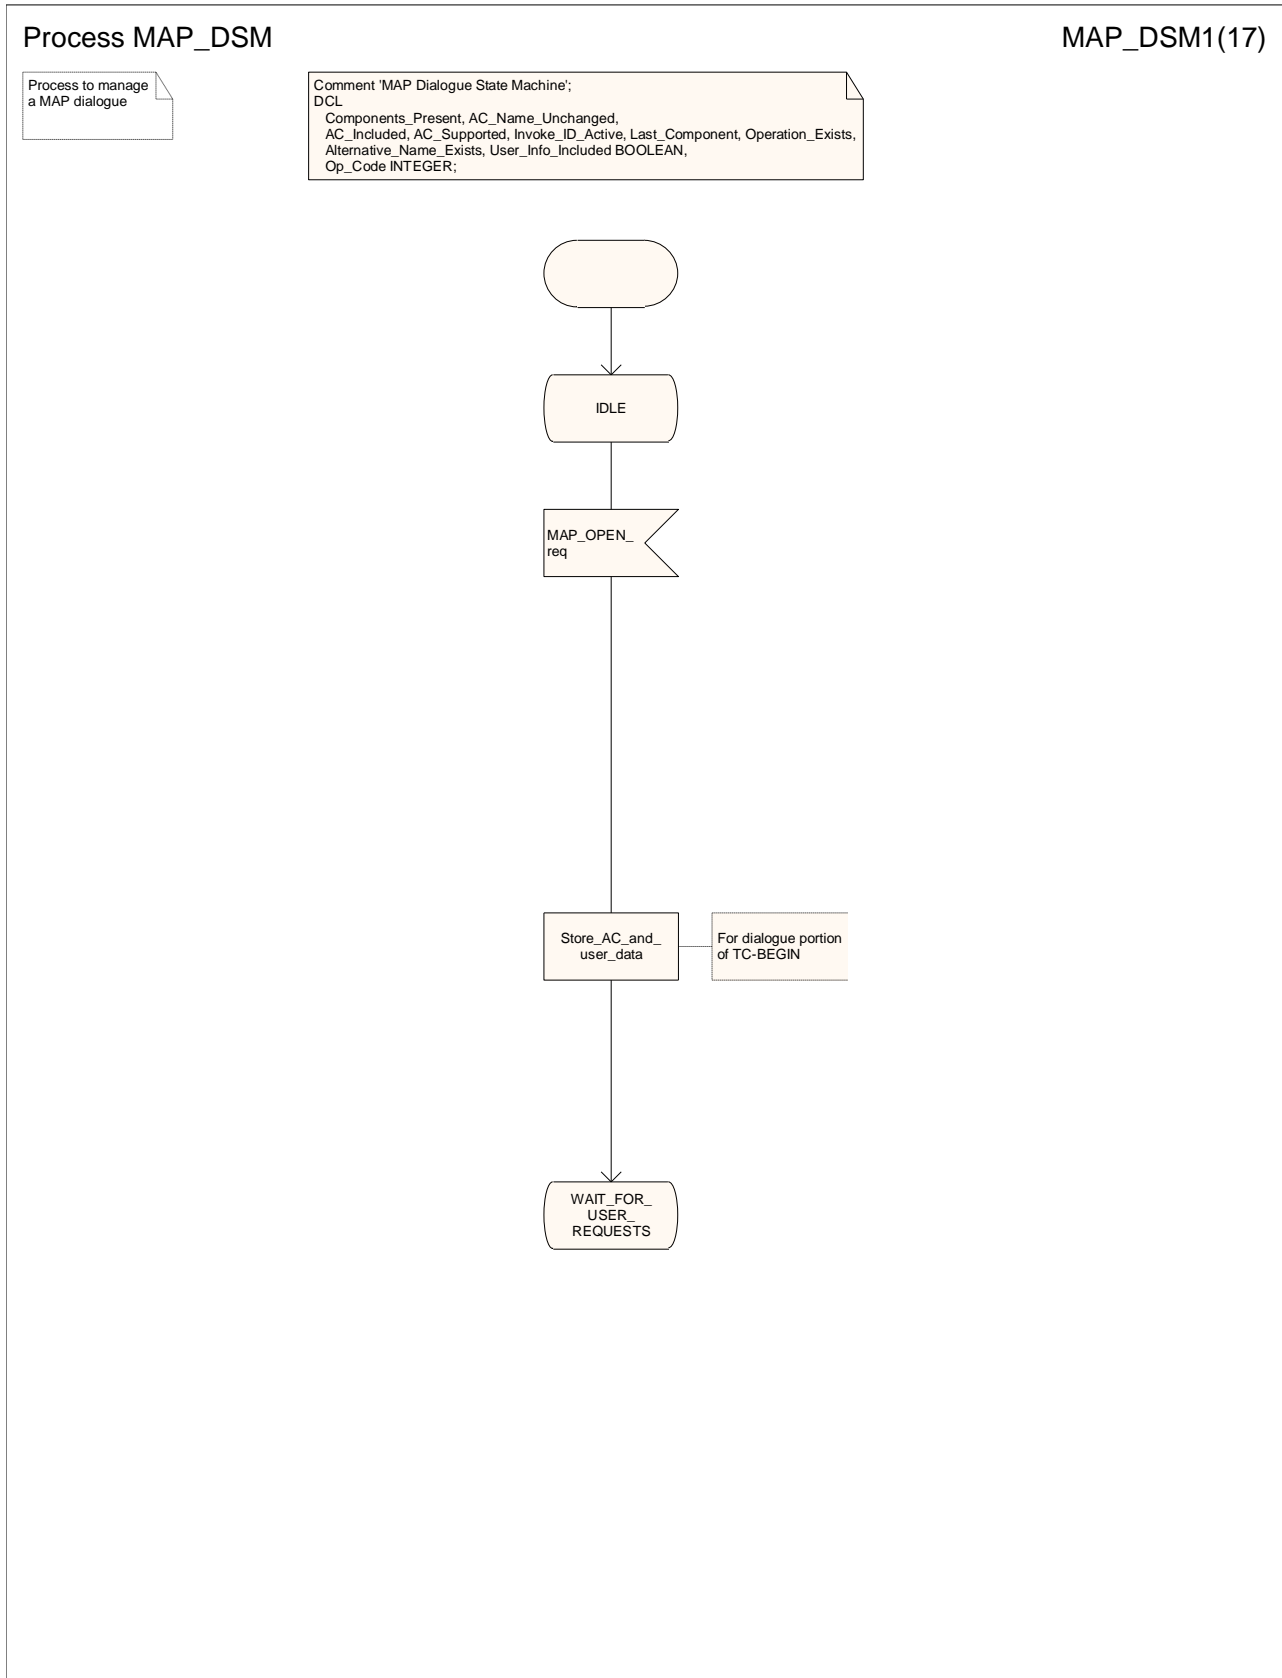 Process MAP_DSM
MAP_DSM1(17)
Process to manage
a MAP dialogue
Comment 'MAP Dialogue State Machine';
DCL
Components_Present, AC_Name_Unchanged,
AC_Included, AC_Supported, Invoke_ID_Active, Last_Component, Operation_Exists,
Alternative_Name_Exists, User_Info_Included BOOLEAN,
Op_Code INTEGER;
IDLE
MAP_OPEN_
req
Store_AC_and_
user_data
For dialogue portion
of TC-BEGIN
WAIT_FOR_
USER_
REQUESTS